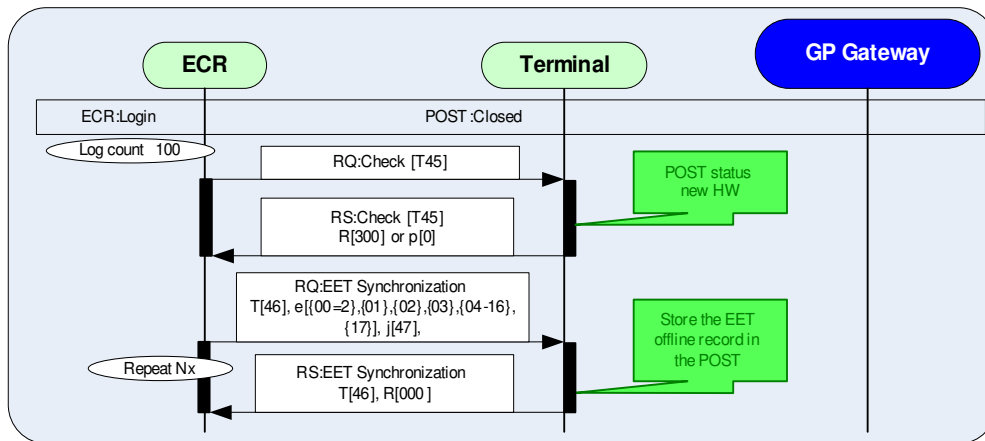 ECR
Terminal
GP Gateway
ECR:Login
POST :Closed
Log count 100
RQ:Check [T45]
POST status
new HW
RS:Check [T45]
R[300] or p[0]
RQ:EET Synchronization
T[46], e[{00=2},{01},{02},{03},{04-16},
{17}], j[47],
Store the EET
offline record in
the POST
Repeat Nx
RS:EET Synchronization
T[46], R[000 ]